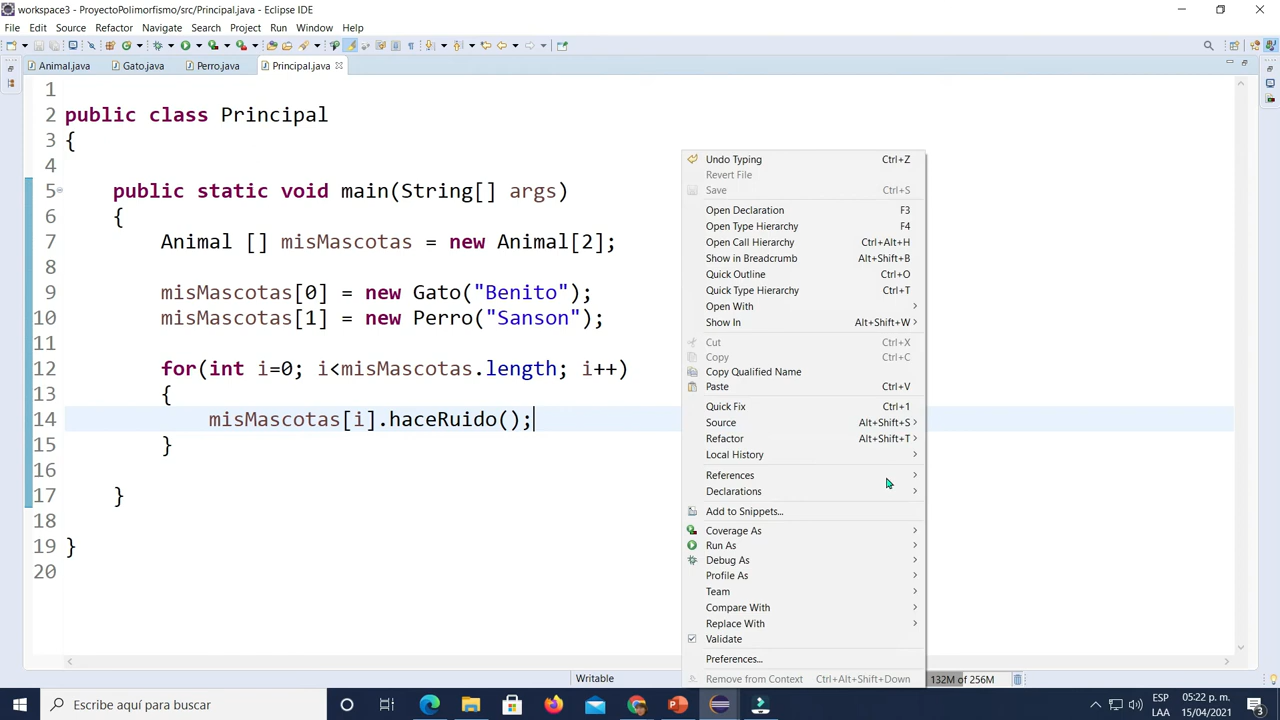 workspace3 - ProyectoPolimorfismo/src/Principal.java - Eclipse IDE
File Edit Source Refactor Navigate Search Project Run Window Help
Animal.java Gato.java Perro.java Principal.java
1
2 public class Principal
3 {
4
5 public static void main(String[] args)
6 {
7 Animal [] misMascotas = new Animal[2];
8
9 misMascotas[0] = new Gato("Benito");
10 misMascotas[1] = new Perro("Sanson");
11
12 for(int i=0; i<misMascotas.length; i++)
13 {
14 misMascotas[i].haceRuido();
15 }
16
17 }
18
19 }
20
Undo Typing Ctrl+Z
Revert File
Save Ctrl+S
Open Declaration F3
Open Type Hierarchy F4
Open Call Hierarchy Ctrl+Alt+H
Show in Breadcrumb Alt+Shift+B
Quick Outline Ctrl+O
Quick Type Hierarchy Ctrl+T
Open With
Show In Alt+Shift+W
Cut Ctrl+X
Copy Ctrl+C
Copy Qualified Name
Paste Ctrl+V
Quick Fix Ctrl+1
Source Alt+Shift+S
Refactor Alt+Shift+T
Local History
References
Declarations
Add to Snippets...
Coverage As
Run As
Debug As
Profile As
Team
Compare With
Replace With
Validate
Preferences...
Remove from Context Ctrl+Alt+Shift+Down
Writable
132M of 256M
Escribe aquí para buscar
ESP
LAA
05:22 p. m.
15/04/2021
3